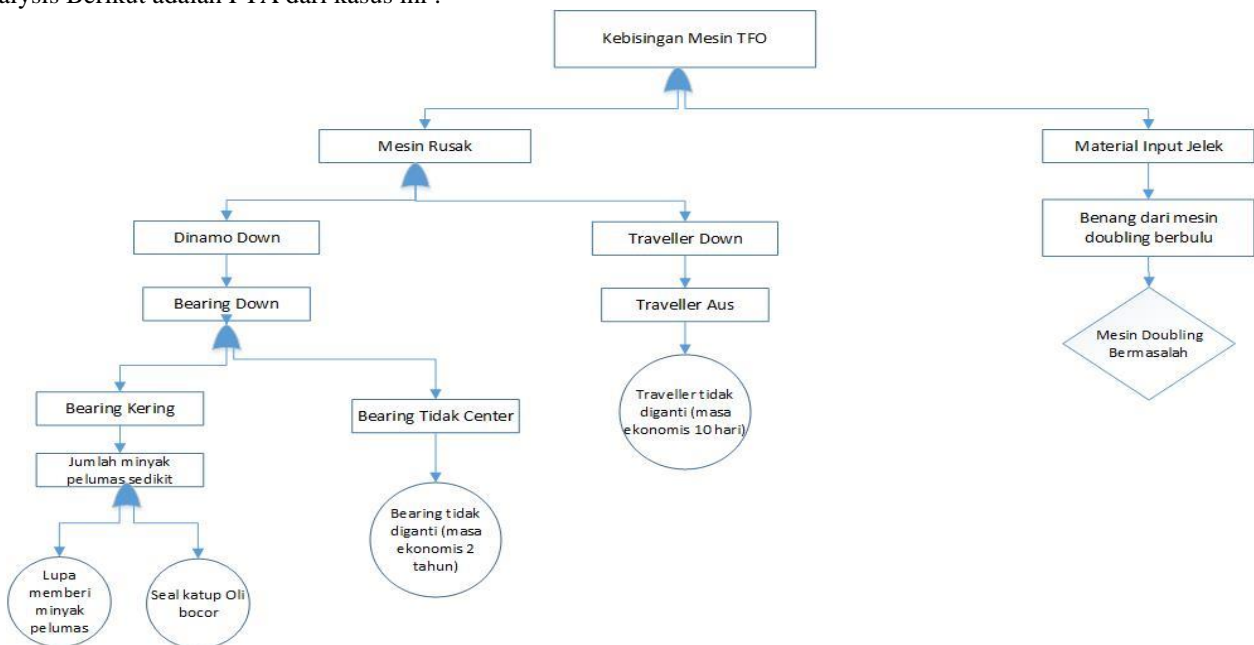 Kebisingan Mesin TFO
Mesin Rusak
Material Input Jelek
Dinamo Down
Traveller Down
Benang dari mesin
doubling berbulu
Bearing Down
Traveller Aus
Mesin Doubling
Bermasalah
Bearing Kering
Bearing Tidak Center
Traveller tidak
diganti (masa
ekonomis 10 hari)
Jumlah minyak
pelumas sedikit
Bearing tidak
diganti (masa
ekonomis 2
tahun)
Lupa
memberi
minyak
pelumas
Seal katup Oli
bocor